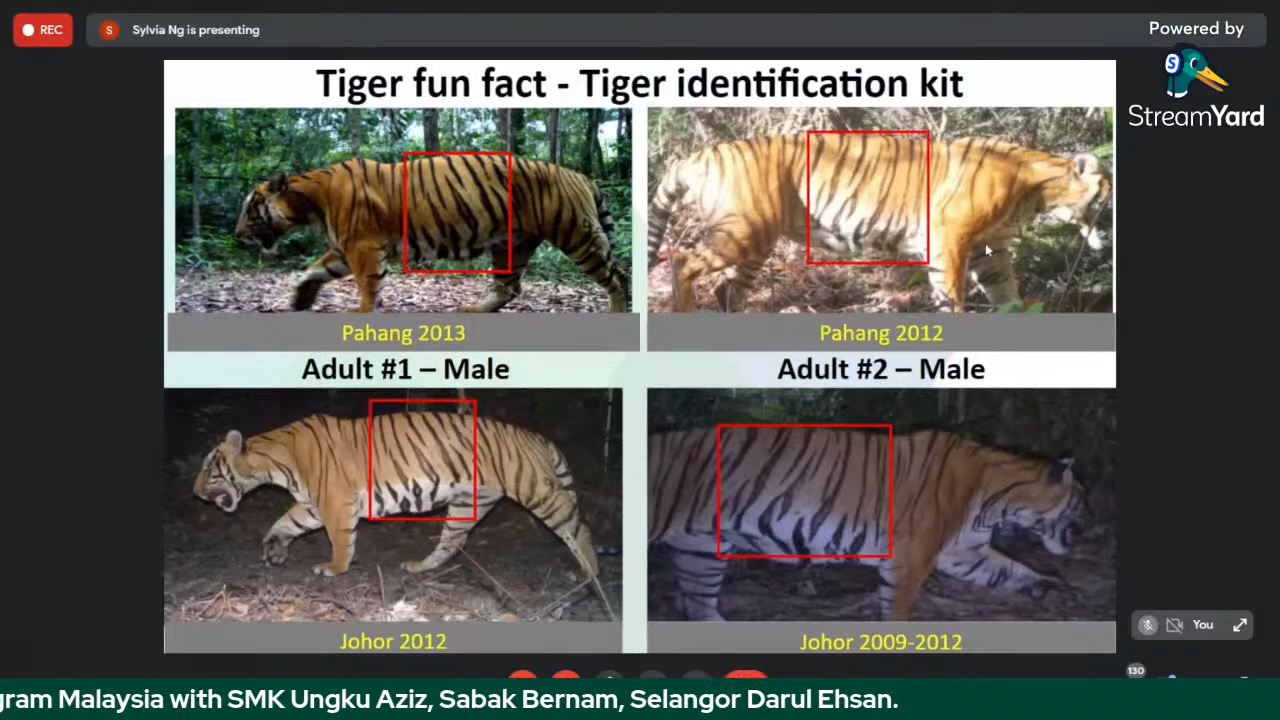 REC
S
Sylvia Ng is presenting
Powered by
S
StreamYard
Tiger fun fact - Tiger identification kit
Pahang 2013
Pahang 2012
Adult #1 – Male
Adult #2 – Male
Johor 2012
Johor 2009-2012
You
130
gram Malaysia with SMK Ungku Aziz, Sabak Bernam, Selangor Darul Ehsan.